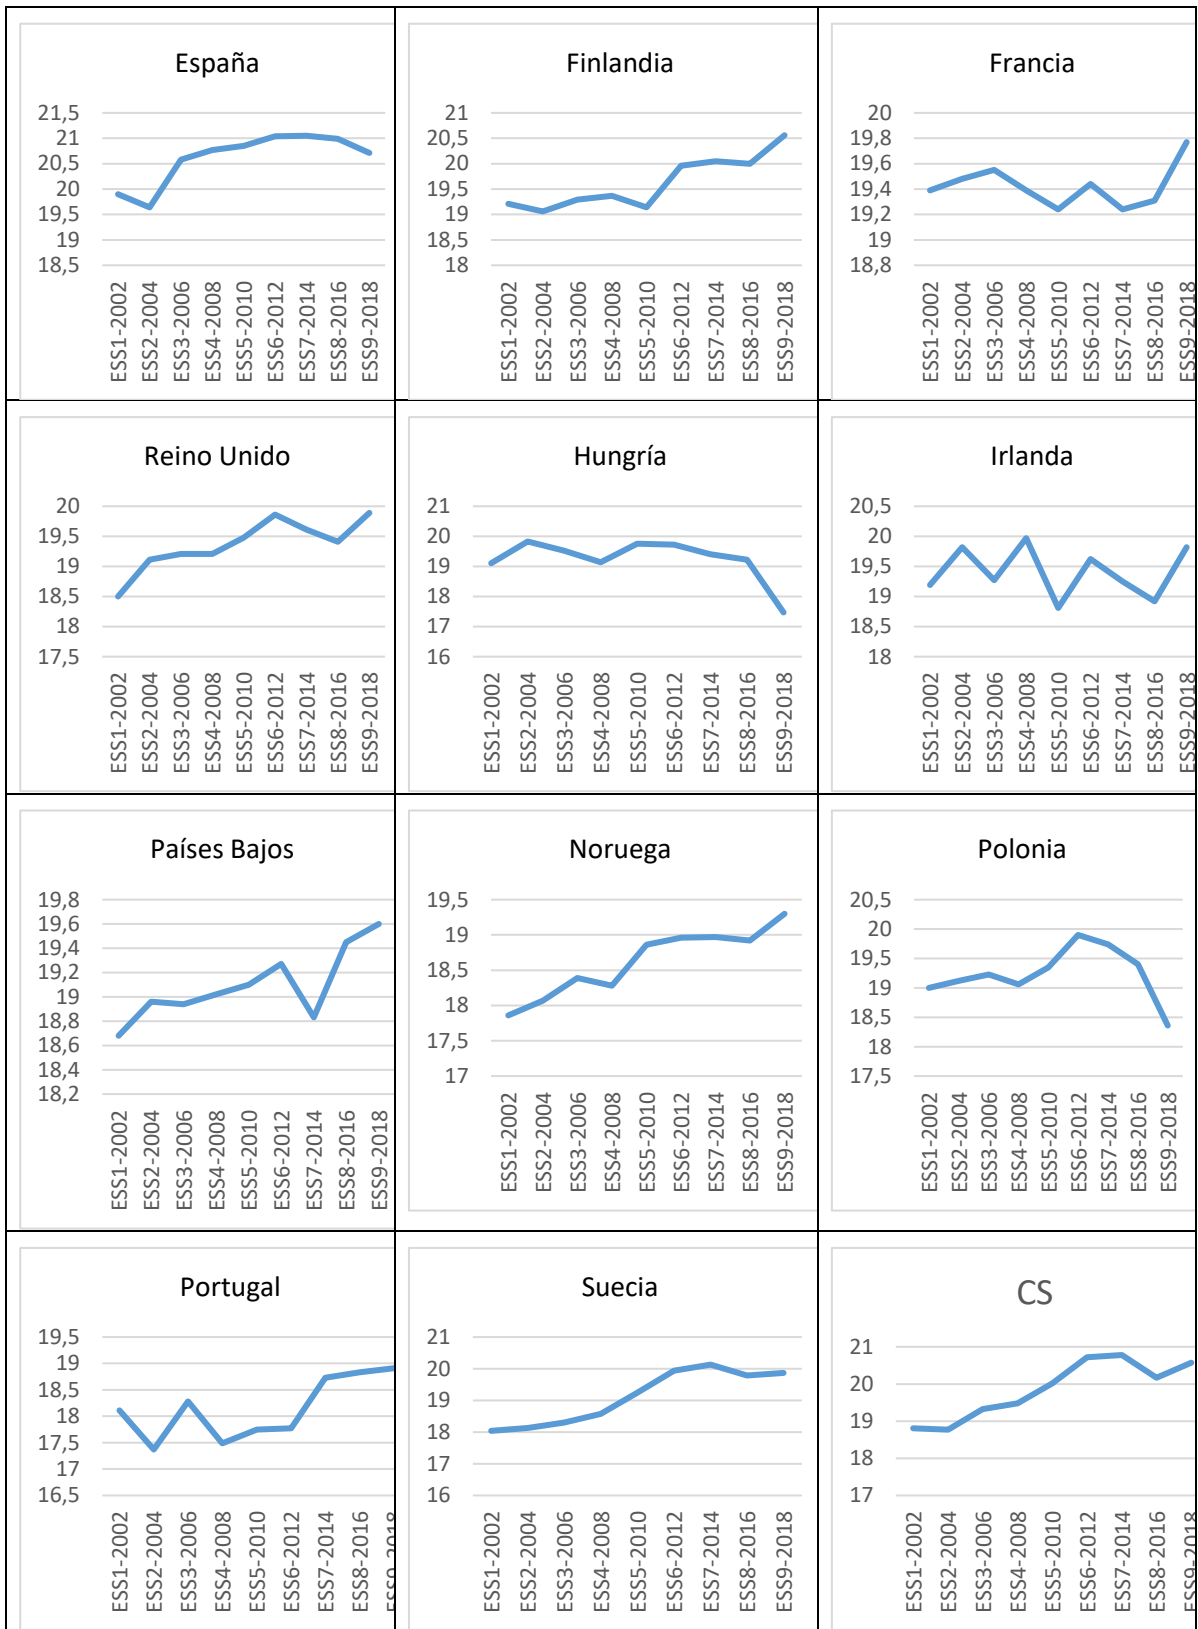 España
21,5
21
20,5
20
19,5
19
18,5
ESS1-2002
ESS2-2004
ESS3-2006
ESS4-2008
ESS5-2010
ESS6-2012
ESS7-2014
ESS8-2016
ESS9-2018
Finlandia
21
20,5
20
19,5
19
18,5
18
ESS1-2002
ESS2-2004
ESS3-2006
ESS4-2008
ESS5-2010
ESS6-2012
ESS7-2014
ESS8-2016
ESS9-2018
Francia
20
19,8
19,6
19,4
19,2
19
18,8
ESS1-2002
ESS2-2004
ESS3-2006
ESS4-2008
ESS5-2010
ESS6-2012
ESS7-2014
ESS8-2016
ESS9-2018
Reino Unido
20
19,5
19
18,5
18
17,5
ESS1-2002
ESS2-2004
ESS3-2006
ESS4-2008
ESS5-2010
ESS6-2012
ESS7-2014
ESS8-2016
ESS9-2018
Hungría
21
20
19
18
17
16
ESS1-2002
ESS2-2004
ESS3-2006
ESS4-2008
ESS5-2010
ESS6-2012
ESS7-2014
ESS8-2016
ESS9-2018
Irlanda
20,5
20
19,5
19
18,5
18
ESS1-2002
ESS2-2004
ESS3-2006
ESS4-2008
ESS5-2010
ESS6-2012
ESS7-2014
ESS8-2016
ESS9-2018
Países Bajos
19,8
19,6
19,4
19,2
19
18,8
18,6
18,4
18,2
ESS1-2002
ESS2-2004
ESS3-2006
ESS4-2008
ESS5-2010
ESS6-2012
ESS7-2014
ESS8-2016
ESS9-2018
Noruega
19,5
19
18,5
18
17,5
17
ESS1-2002
ESS2-2004
ESS3-2006
ESS4-2008
ESS5-2010
ESS6-2012
ESS7-2014
ESS8-2016
ESS9-2018
Polonia
20,5
20
19,5
19
18,5
18
17,5
ESS1-2002
ESS2-2004
ESS3-2006
ESS4-2008
ESS5-2010
ESS6-2012
ESS7-2014
ESS8-2016
ESS9-2018
Portugal
19,5
19
18,5
18
17,5
17
16,5
ESS1-2002
ESS2-2004
ESS3-2006
ESS4-2008
ESS5-2010
ESS6-2012
ESS7-2014
ESS8-2016
ESS9-2018
Suecia
21
20
19
18
17
16
ESS1-2002
ESS2-2004
ESS3-2006
ESS4-2008
ESS5-2010
ESS6-2012
ESS7-2014
ESS8-2016
ESS9-2018
CS
21
20
19
18
17
ESS1-2002
ESS2-2004
ESS3-2006
ESS4-2008
ESS5-2010
ESS6-2012
ESS7-2014
ESS8-2016
ESS9-2018